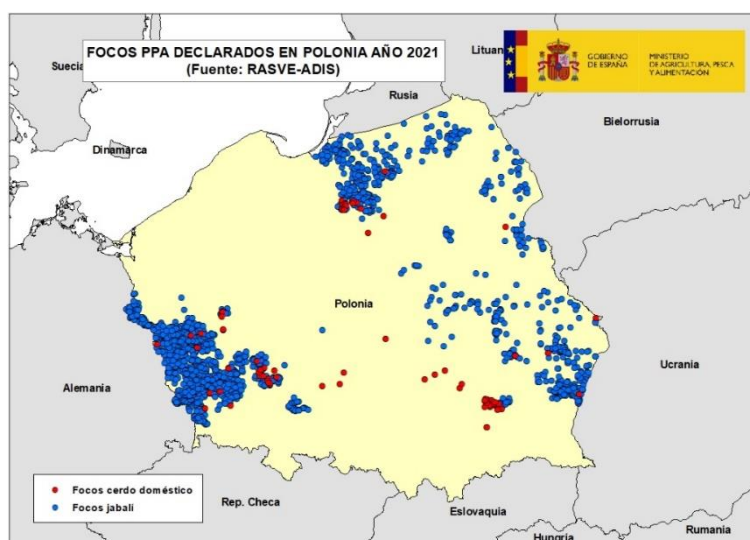 FOCOS PPA DECLARADOS EN POLONIA AÑO 2021
(Fuente: RASVE-ADIS)
GOBIERNO
DE ESPAÑA
MINISTERIO
DE AGRICULTURA, PESCA
Y ALIMENTACIÓN
Suecia
Lituan
Rusia
Bielorrusia
Dinamarca
Polonia
Alemania
Ucrania
Focos cerdo doméstico
Focos jabalí
Rep. Checa
Eslovaquia
Hungría
Rumanía